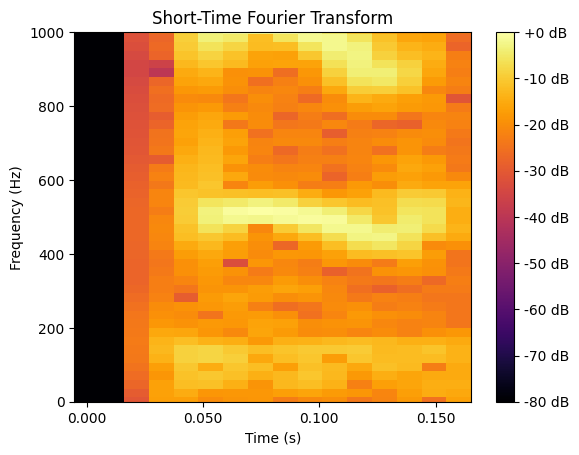 Short-Time Fourier Transform
1000
800
600
400
200
0
Frequency (Hz)
0.000
0.050
0.100
0.150
Time (s)
+0 dB
-10 dB
-20 dB
-30 dB
-40 dB
-50 dB
-60 dB
-70 dB
-80 dB